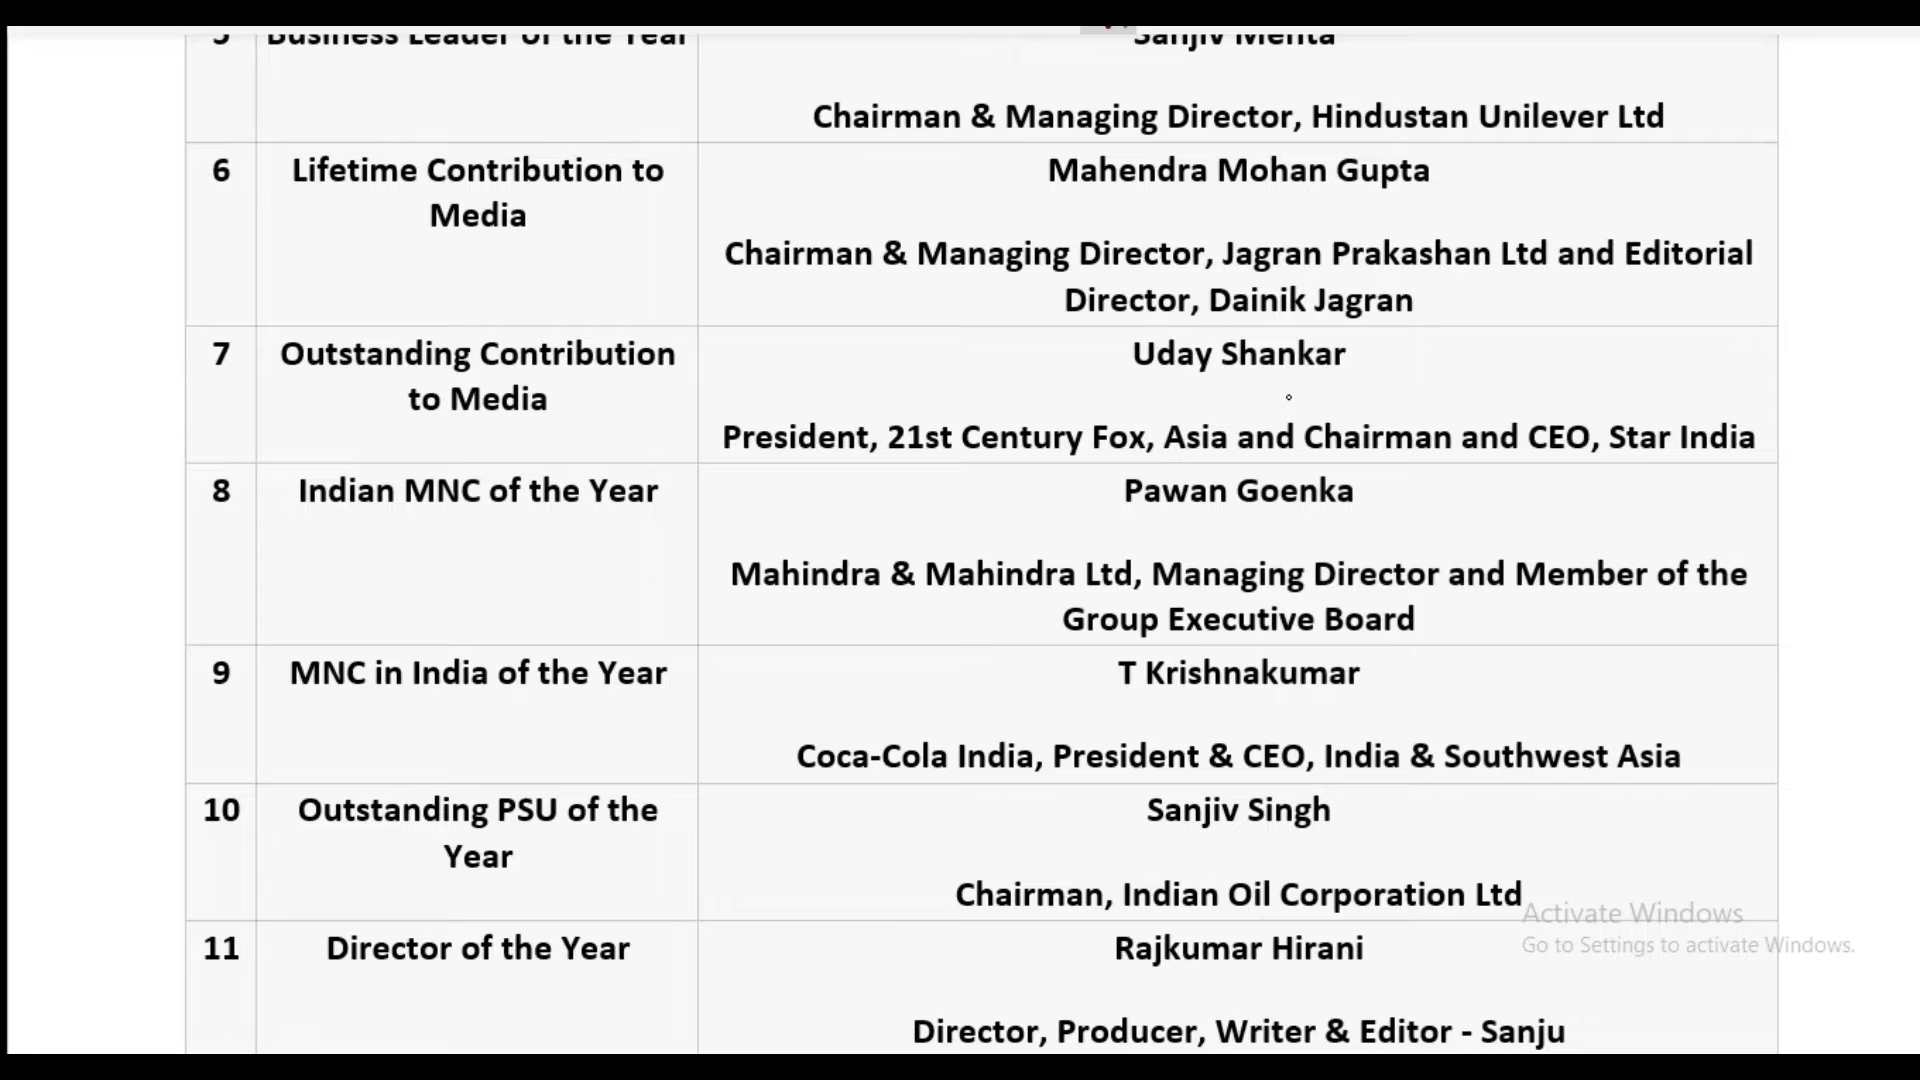 5 Business Leader of the Year Sanjiv Mehta
Chairman & Managing Director, Hindustan Unilever Ltd
6 Lifetime Contribution to Mahendra Mohan Gupta
Media
Chairman & Managing Director, Jagran Prakashan Ltd and Editorial
Director, Dainik Jagran
7 Outstanding Contribution Uday Shankar
to Media
President, 21st Century Fox, Asia and Chairman and CEO, Star India
8 Indian MNC of the Year Pawan Goenka
Mahindra & Mahindra Ltd, Managing Director and Member of the
Group Executive Board
9 MNC in India of the Year T Krishnakumar
Coca-Cola India, President & CEO, India & Southwest Asia
10 Outstanding PSU of the Sanjiv Singh
Year
Chairman, Indian Oil Corporation Ltd
Activate Windows
Go to Settings to activate Windows.
11 Director of the Year Rajkumar Hirani
Director, Producer, Writer & Editor - Sanju